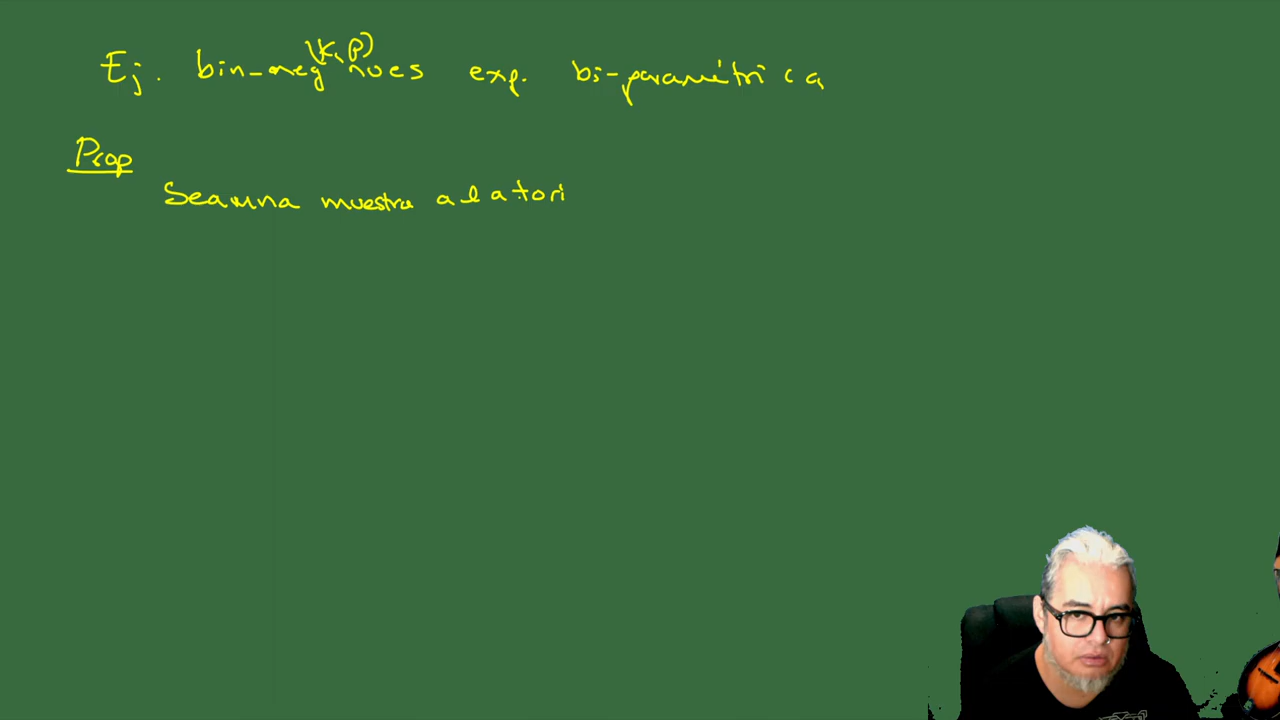 Ej. bin-neg (k, p) no es exp. bi-paramétrica
Prop
Sea una muestra aleatori